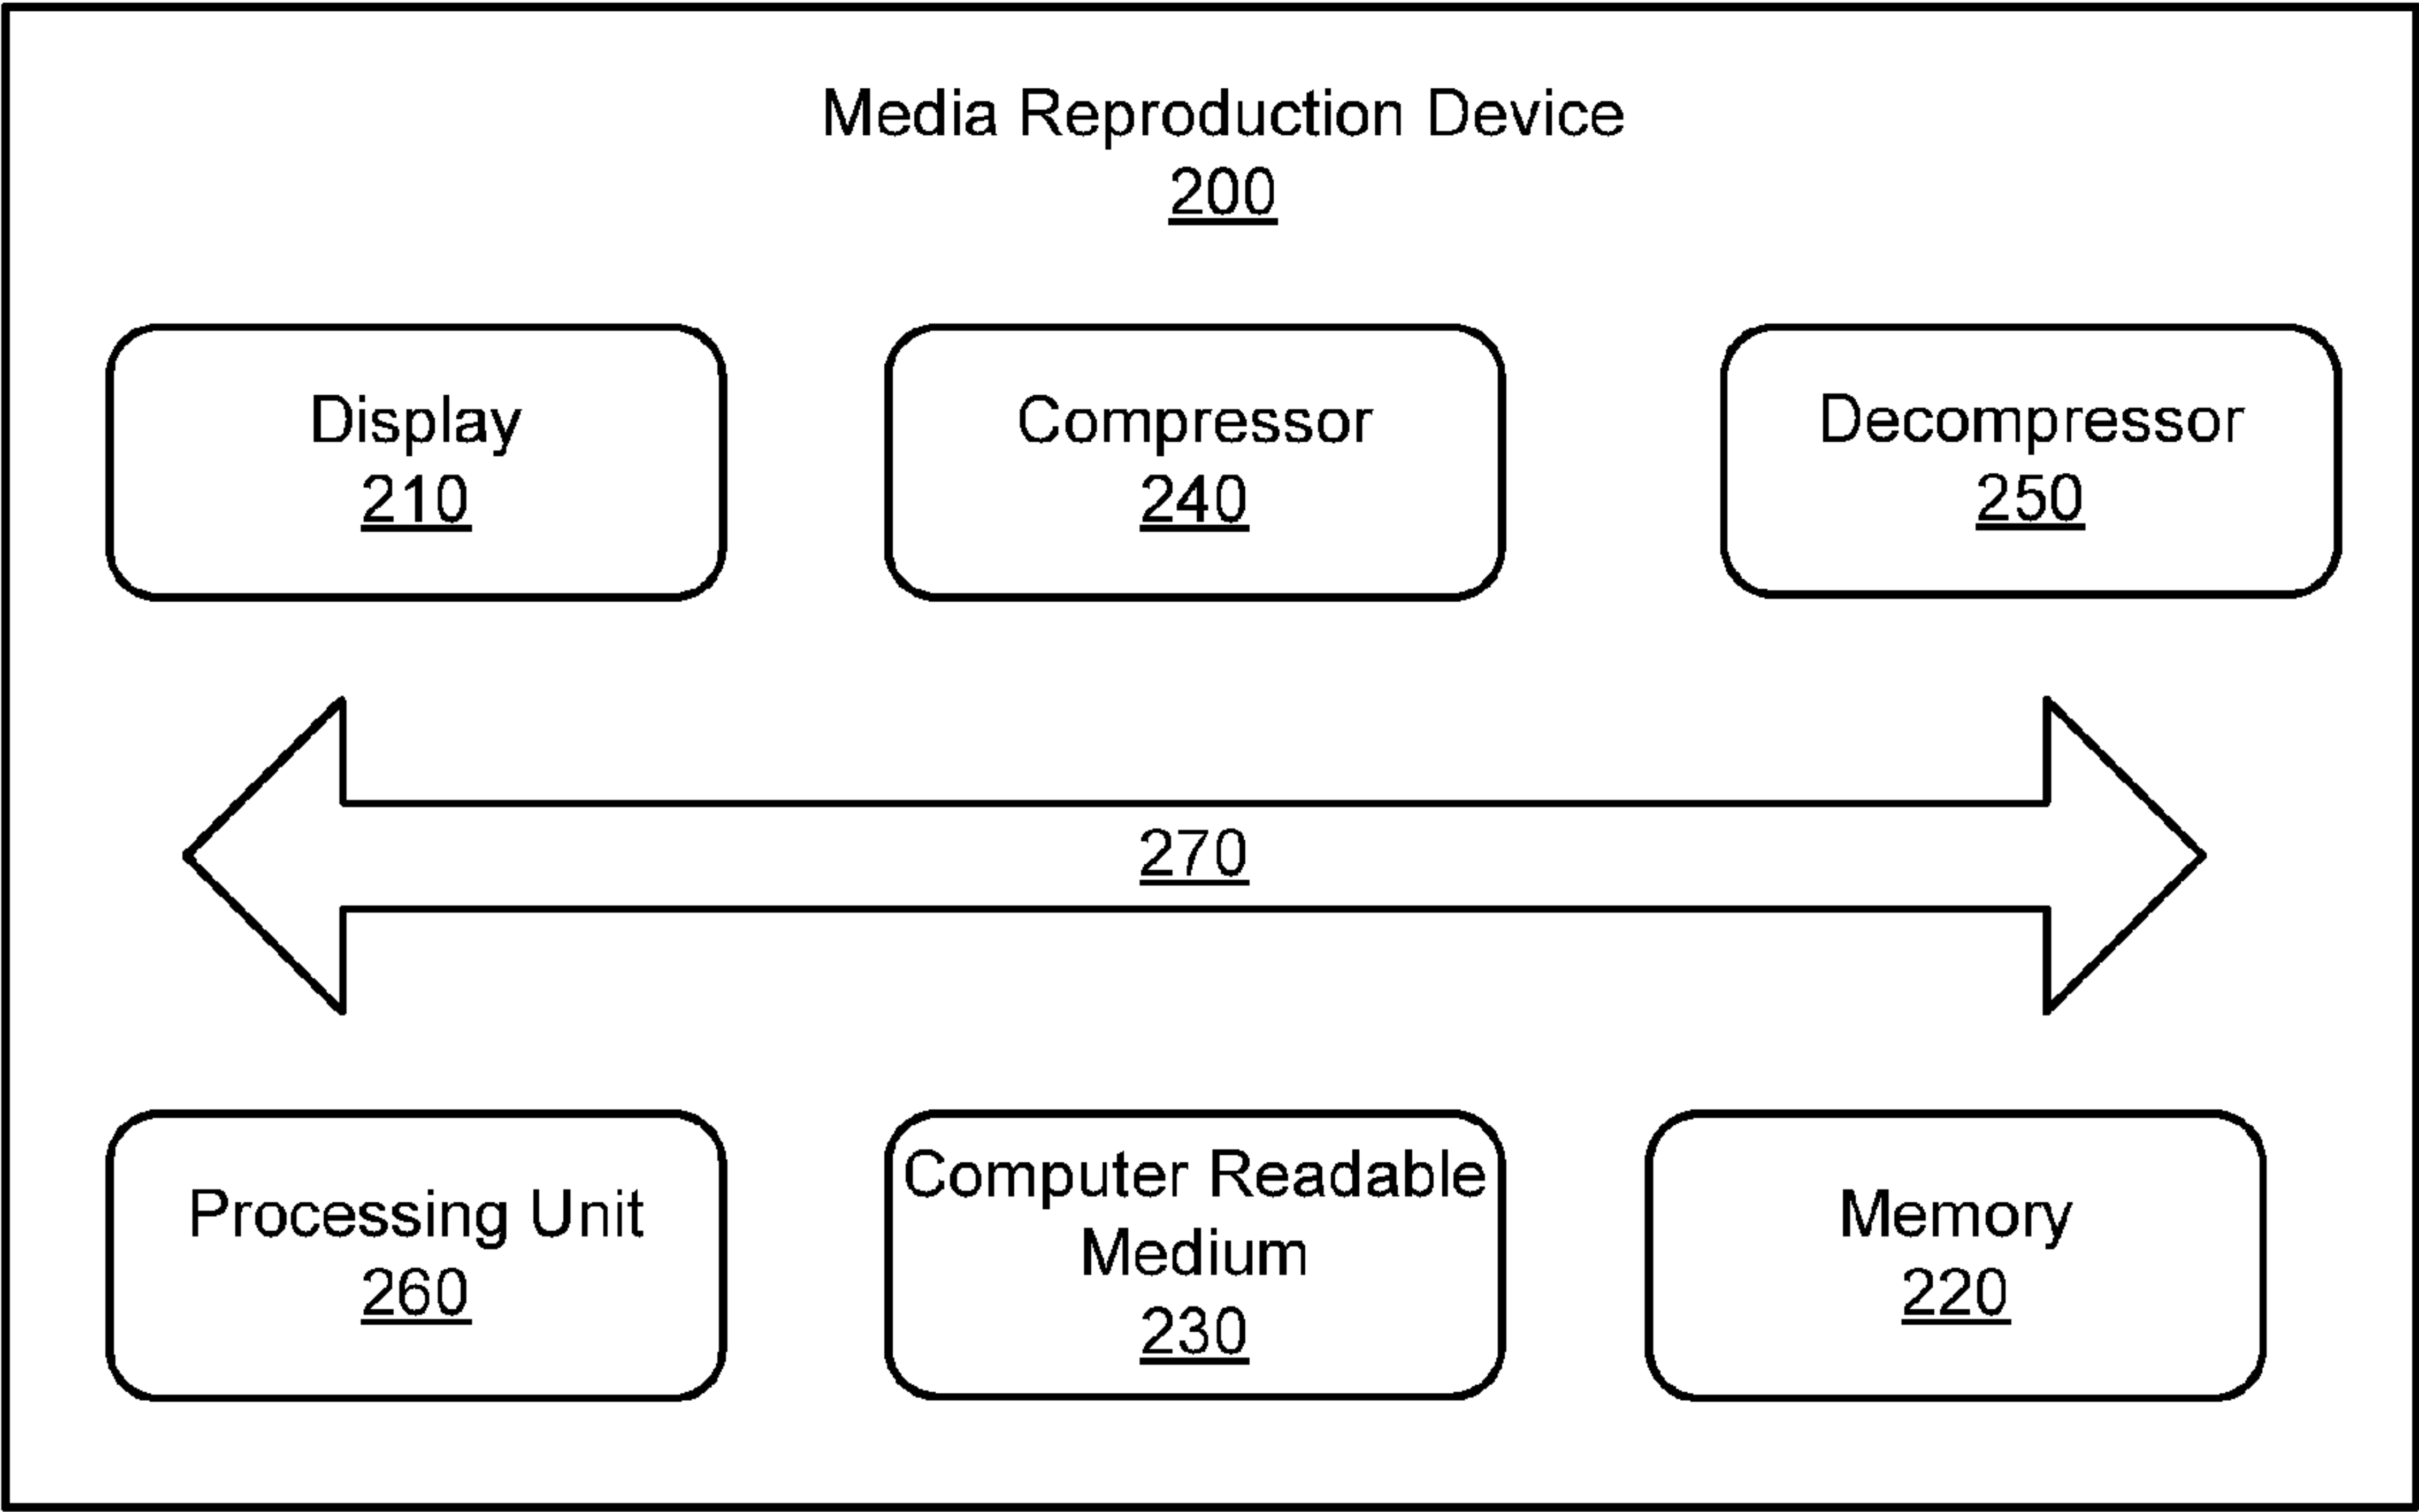 Media Reproduction Device
200
Display
210
Compressor
240
Decompressor
250
270
Processing Unit
260
Computer Readable
Medium
230
Memory
220